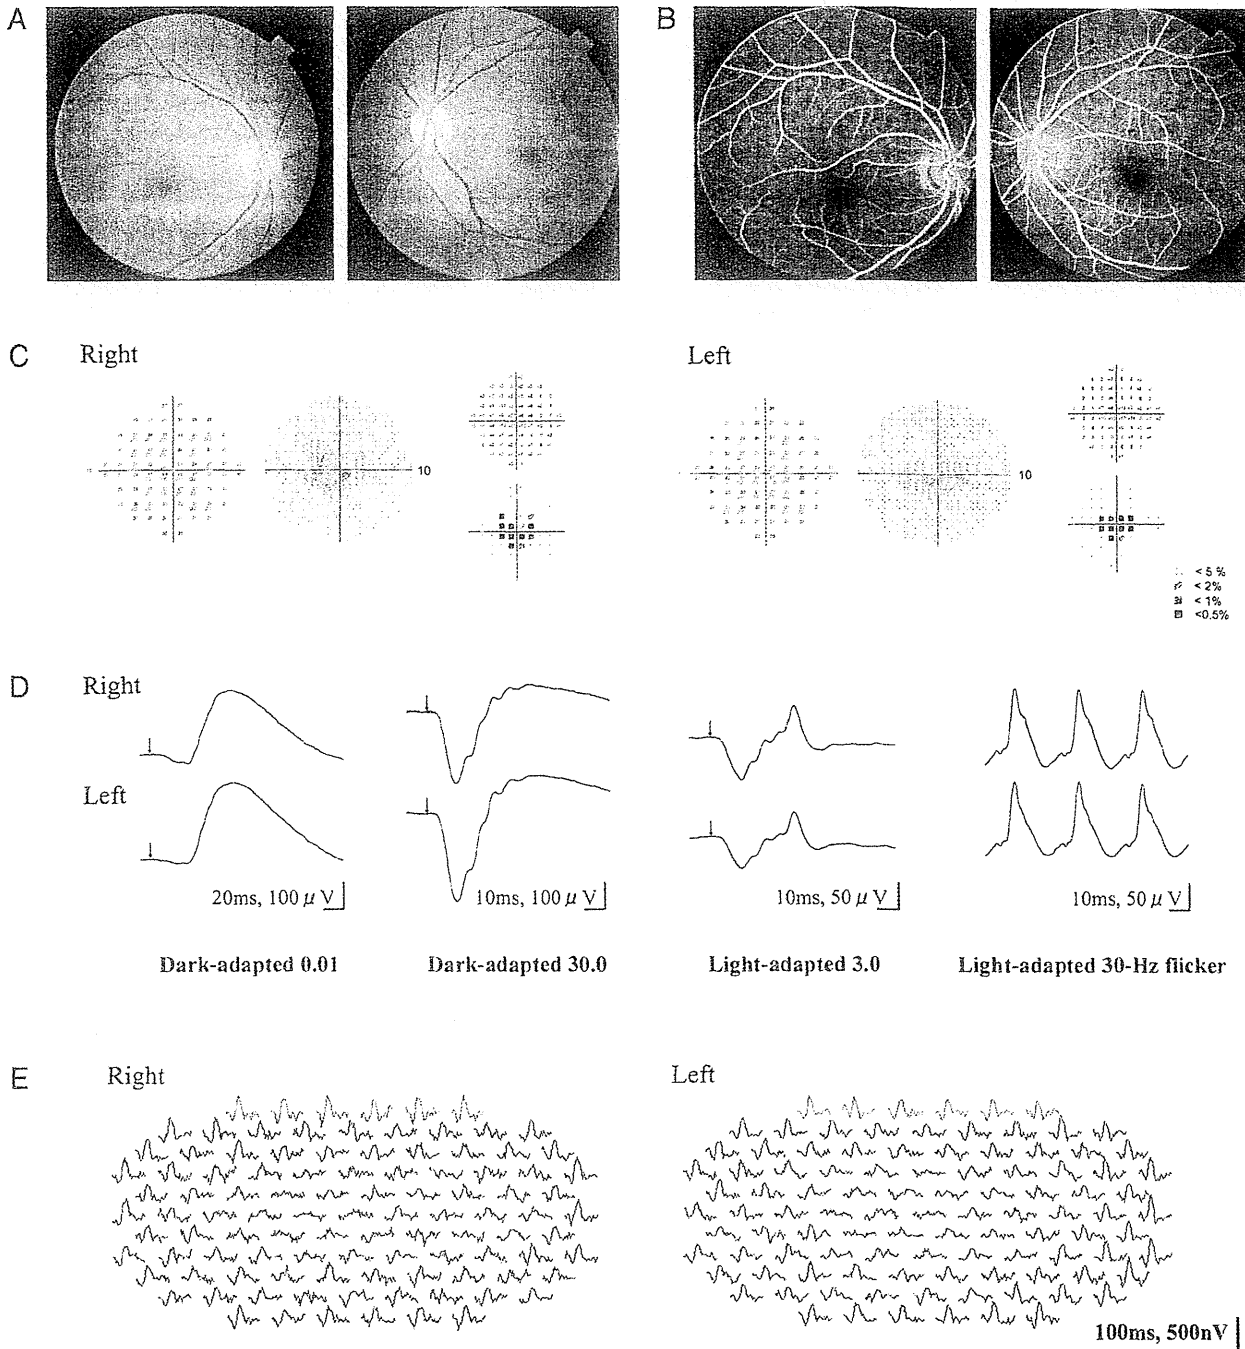 A
B
C
Right
Left
10
10
< 5 %
< 2%
< 1%
<0.5%
D
Right
Left
20ms, 100 μ V
10ms, 100 μ V
10ms, 50 μ V
10ms, 50 μ V
Dark-adapted 0.01
Dark-adapted 30.0
Light-adapted 3.0
Light-adapted 30-Hz flicker
E
Right
Left
100ms, 500nV